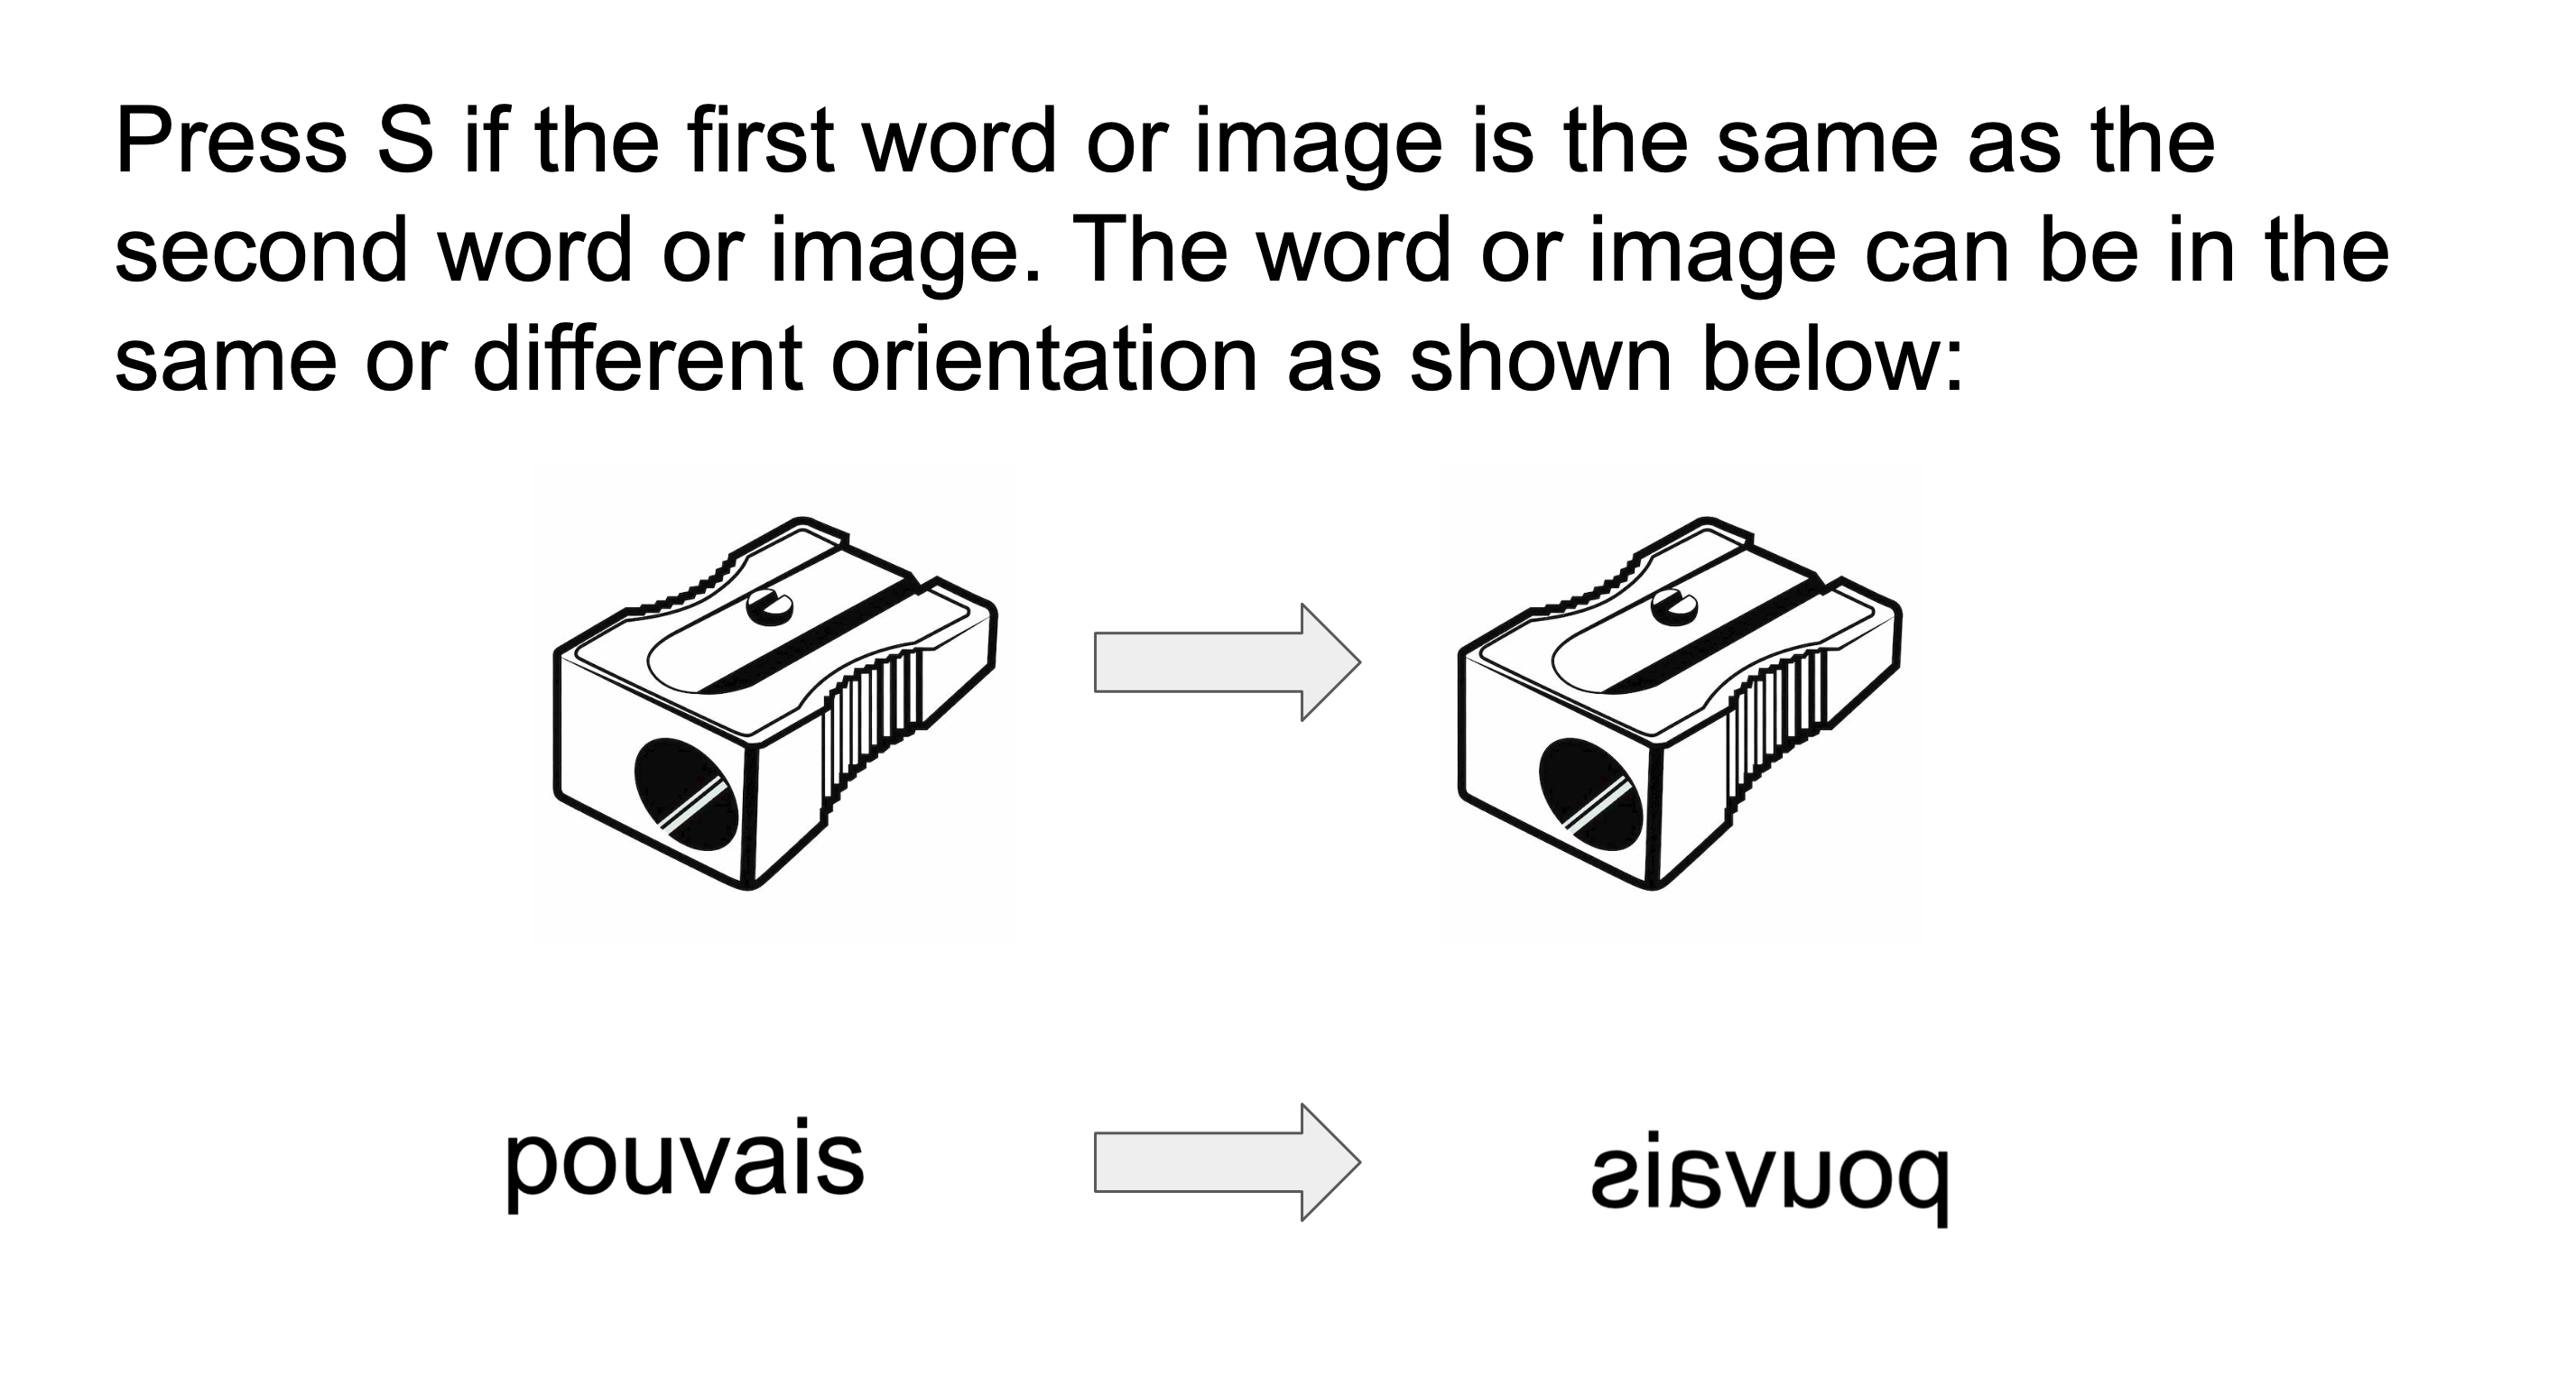 Press S if the first word or image is the same as the
second word or image. The word or image can be in the
same or different orientation as shown below:
pouvais pouvais